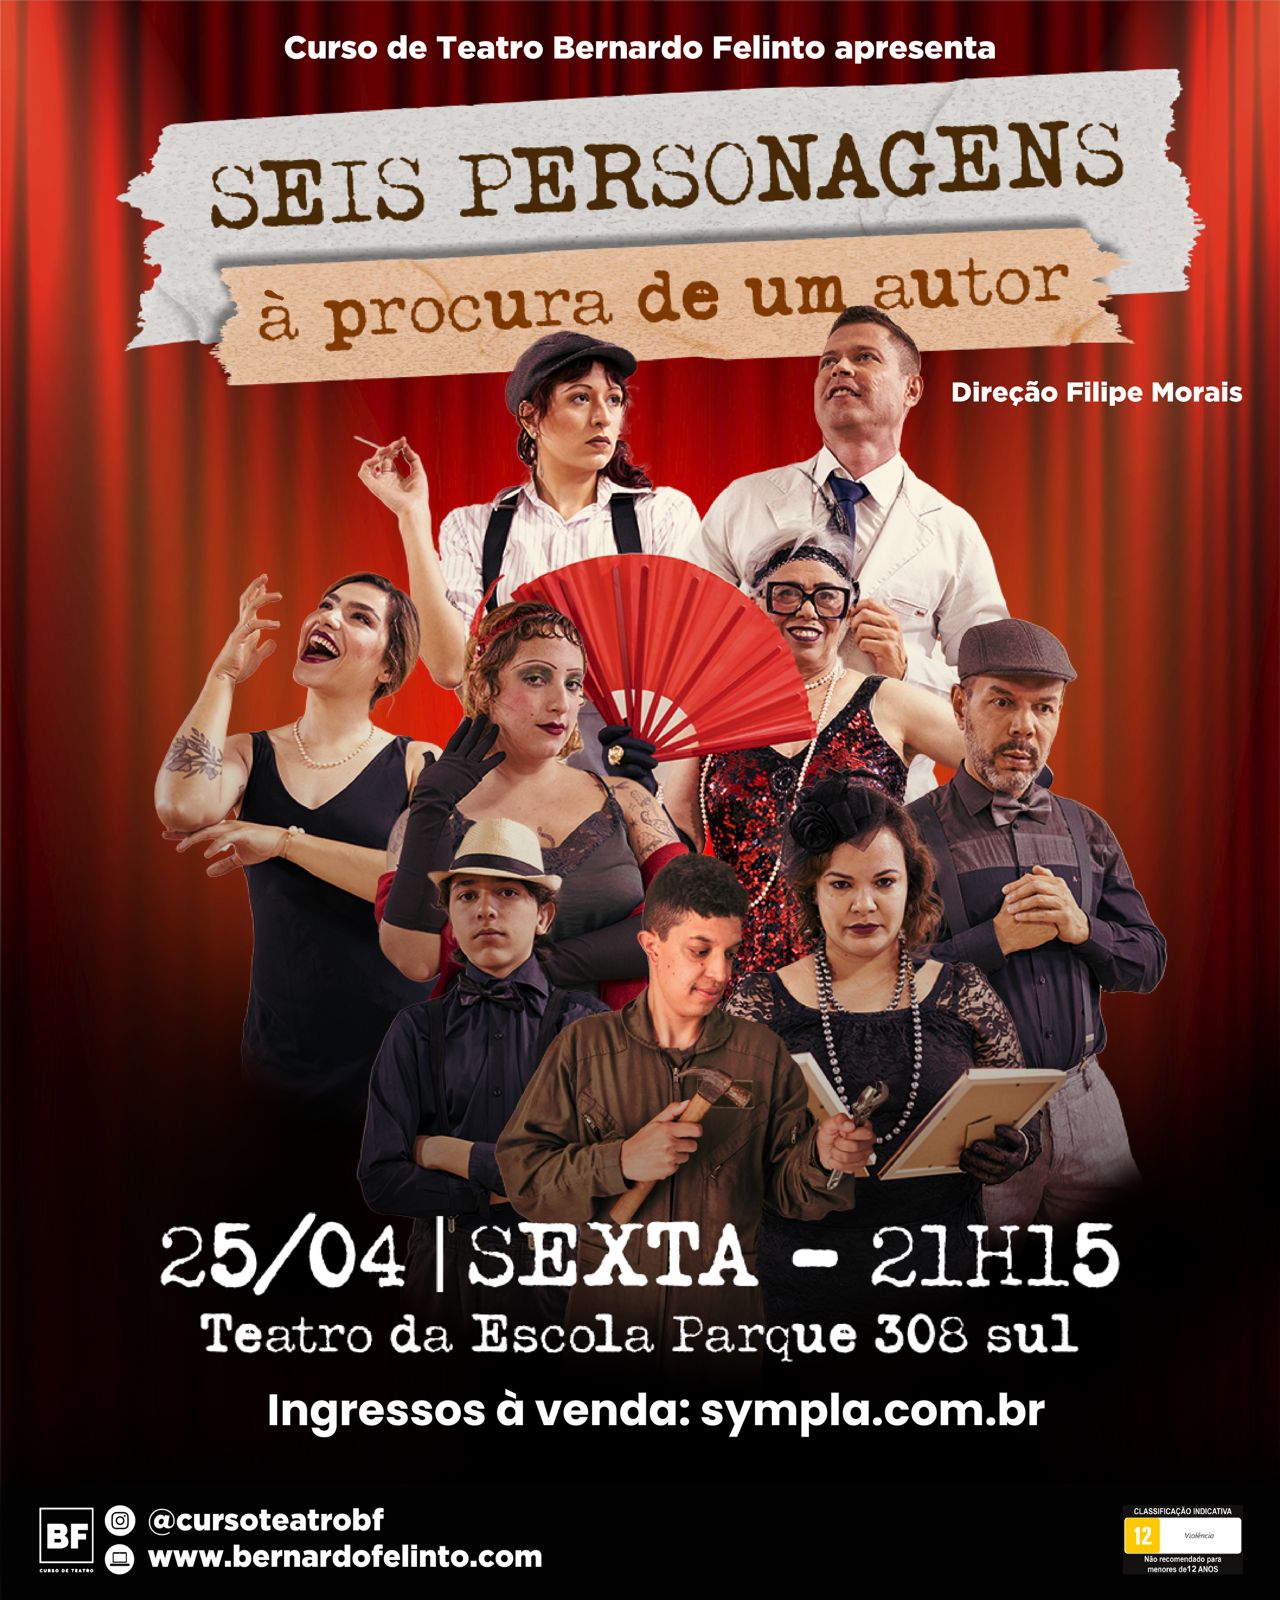 Curso de Teatro Bernardo Felinto apresenta
SEIS PERSONAGENS
à procura de um autor
Direção Filipe Morais
25/04 | SEXTA - 21H15
Teatro da Escola Parque 308 sul
Ingressos à venda: sympla.com.br
BF
CURSO DE TEATRO
@cursoteatrobf
www.bernardofelinto.com
CLASSIFICAÇÃO INDICATIVA
12
Violência
Não recomendado para
menores de12 ANOS